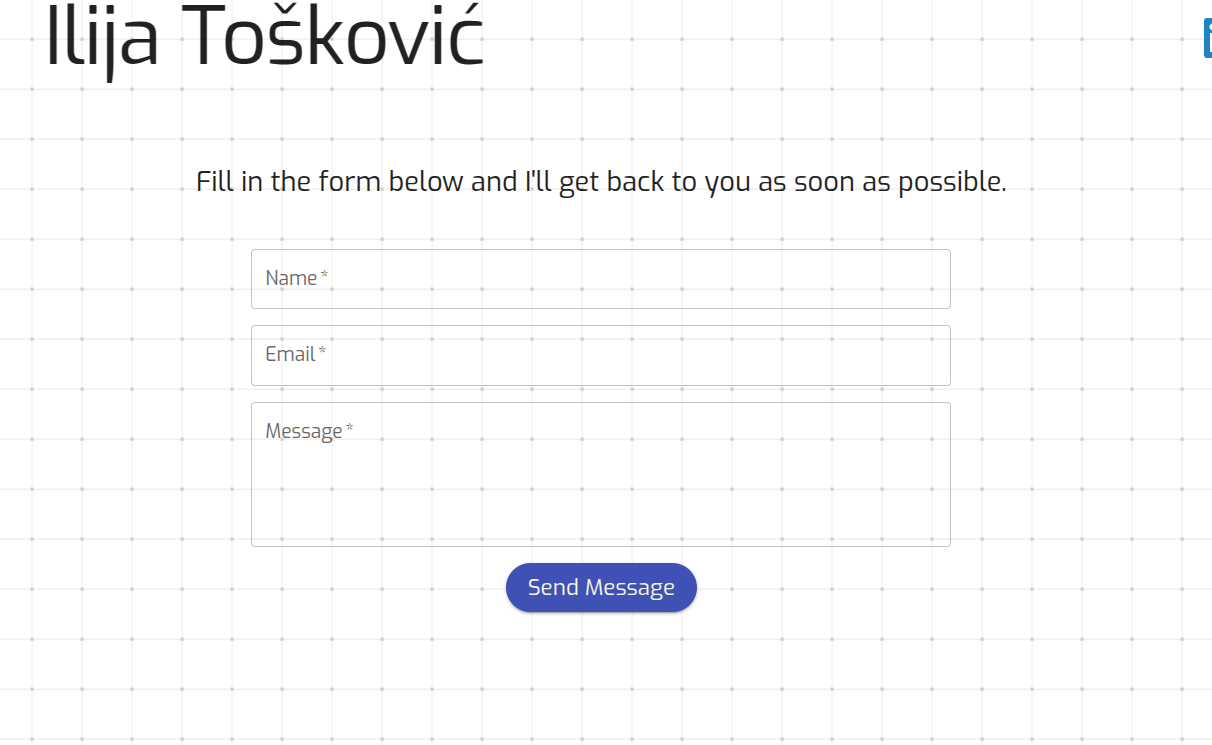 Ilija Tošković
Fill in the form below and I'll get back to you as soon as possible.
Name *
Email *
Message *
Send Message